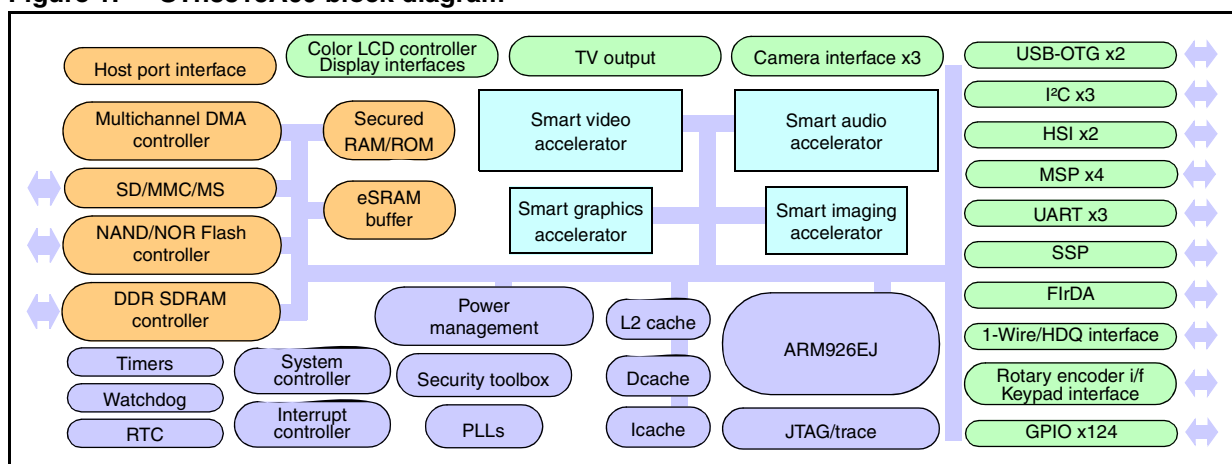 Host port interface
Color LCD controller
Display interfaces
TV output
Camera interface x3
USB-OTG x2
I²C x3
HSI x2
MSP x4
UART x3
SSP
FIrDA
1-Wire/HDQ interface
Rotary encoder i/f
Keypad interface
GPIO x124
Multichannel DMA
controller
Secured
RAM/ROM
Smart video
accelerator
Smart audio
accelerator
SD/MMC/MS
eSRAM
buffer
Smart graphics
accelerator
Smart imaging
accelerator
NAND/NOR Flash
controller
DDR SDRAM
controller
Power
management
L2 cache
ARM926EJ
Timers
System
controller
Security toolbox
Dcache
Watchdog
Interrupt
controller
RTC
PLLs
Icache
JTAG/trace